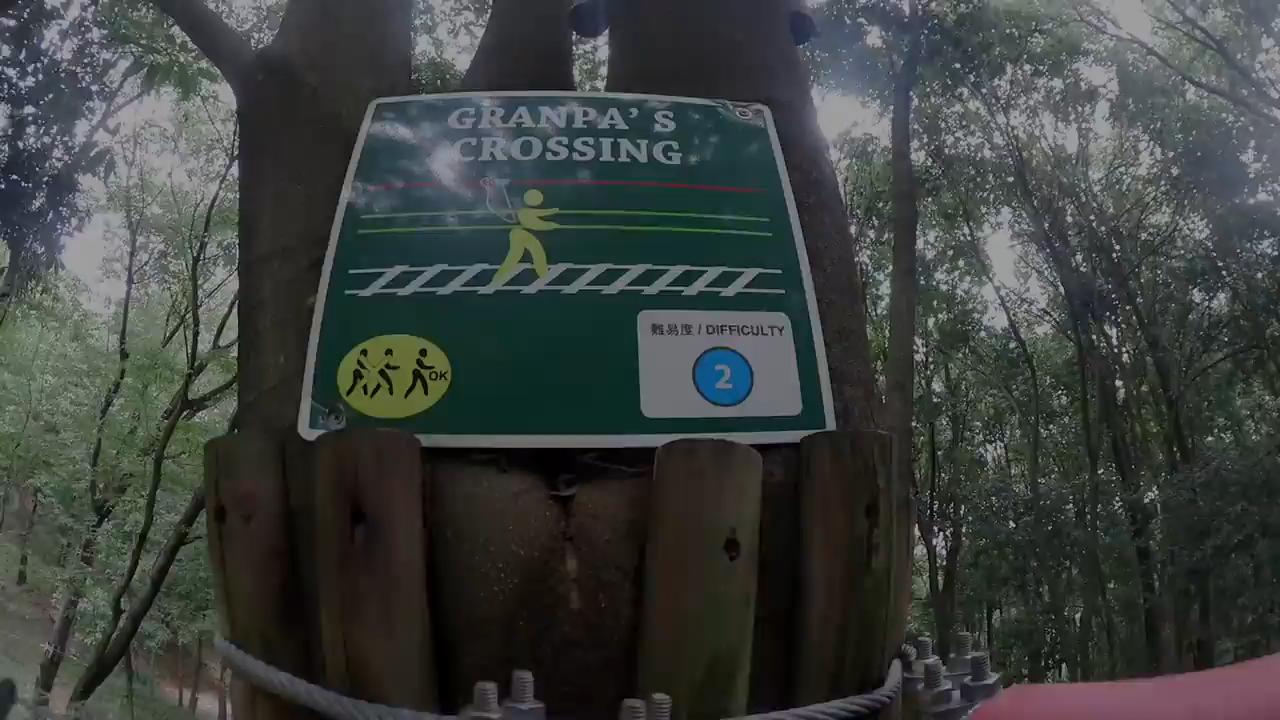 GRANPA' S
CROSSING
OK
難易度 / DIFFICULTY
2